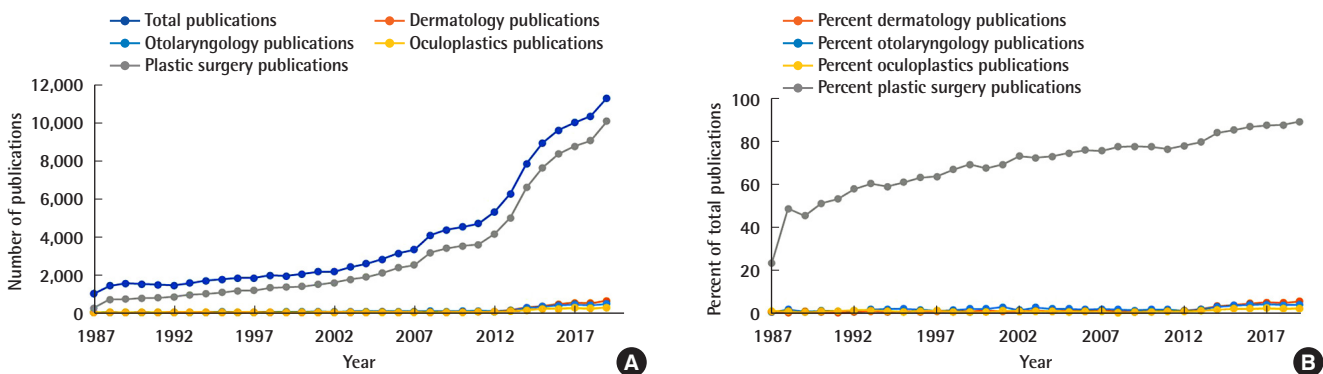 Total publications
Dermatology publications
Otolaryngology publications
Oculoplastics publications
Plastic surgery publications
12,000
10,000
8,000
6,000
4,000
2,000
0
Number of publications
1987 1992 1997 2002 2007 2012 2017
Year
A
Percent dermatology publications
Percent otolaryngology publications
Percent oculoplastics publications
Percent plastic surgery publications
100
80
60
40
20
0
Percent of total publications
1987 1992 1997 2002 2007 2012 2017
Year
B